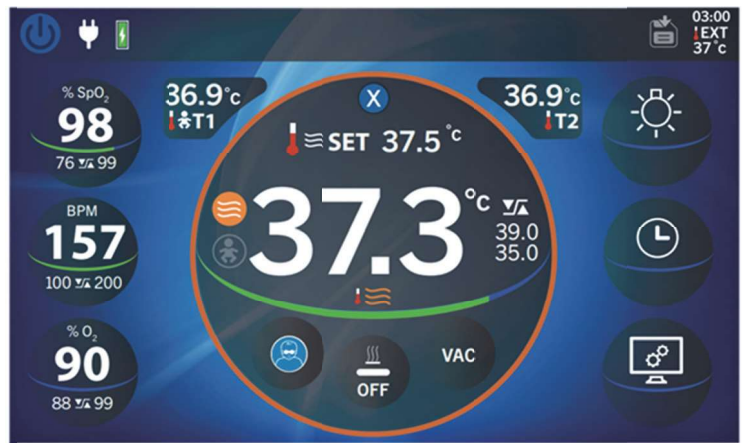 03:00
EXT
37 °C
% SpO₂
98
76 99
36.9°c
T1
X
36.9°c
T2
SET 37.5 °c
37.3 °c
39.0
35.0
BPM
157
100 200
% O₂
90
88 99
OFF
VAC